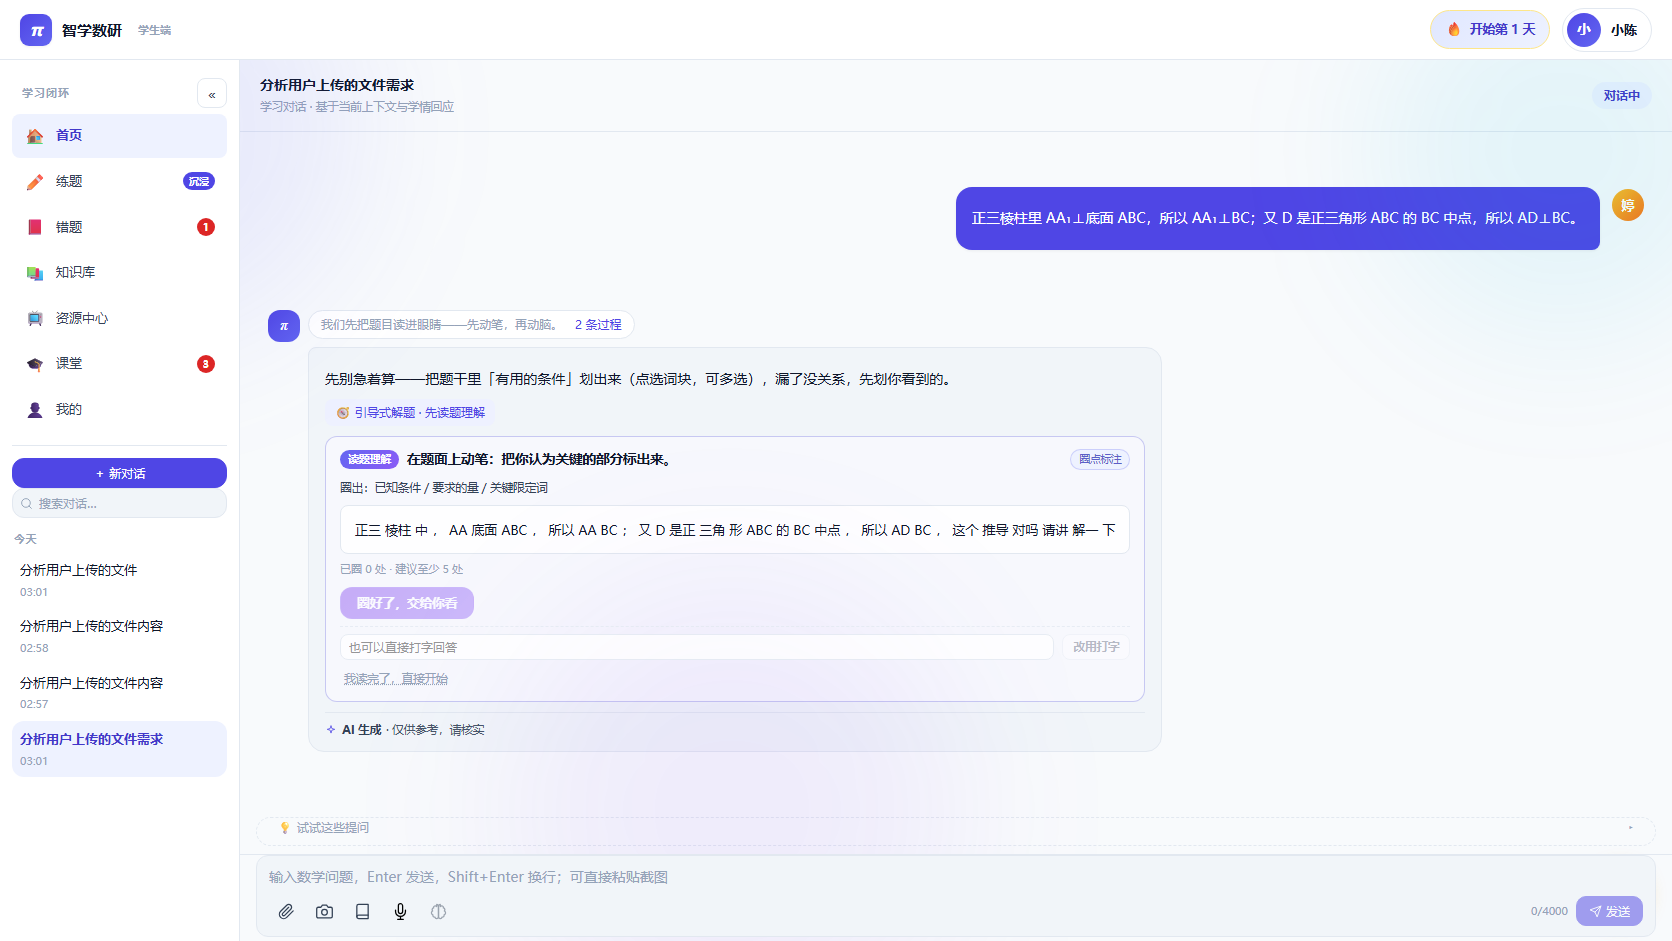 π 智学数研 学生端
开始第 1 天
小 小陈
学习闭环 «
首页
练题 沉浸
错题 1
知识库
资源中心
课堂 3
我的
+ 新对话
搜索对话...
今天
分析用户上传的文件
03:01
分析用户上传的文件内容
02:58
分析用户上传的文件内容
02:57
分析用户上传的文件需求
03:01
分析用户上传的文件需求
学习对话 · 基于当前上下文与学情回应
对话中
正三棱柱里 AA₁⊥底面 ABC，所以 AA₁⊥BC；又 D 是正三角形 ABC 的 BC 中点，所以 AD⊥BC。
婷
π 我们先把题目读进眼睛——先动笔，再动脑。 2 条过程
先别急着算——把题干里「有用的条件」划出来（点选词块，可多选），漏了没关系，先划你看到的。
引导式解题 · 先读题理解
读题理解 在题面上动笔：把你认为关键的部分标出来。 圈点标注
圈出：已知条件 / 要求的量 / 关键限定词
正三 棱柱 中 ， AA 底面 ABC ， 所以 AA BC ； 又 D 是正 三角 形 ABC 的 BC 中点 ， 所以 AD BC ， 这个 推导 对吗 请讲 解一 下
已圈 0 处 · 建议至少 5 处
圈好了，交给你看
也可以直接打字回答 改用打字
我读完了，直接开始
AI 生成 · 仅供参考，请核实
试试这些提问
输入数学问题，Enter 发送，Shift+Enter 换行；可直接粘贴截图
0/4000 发送